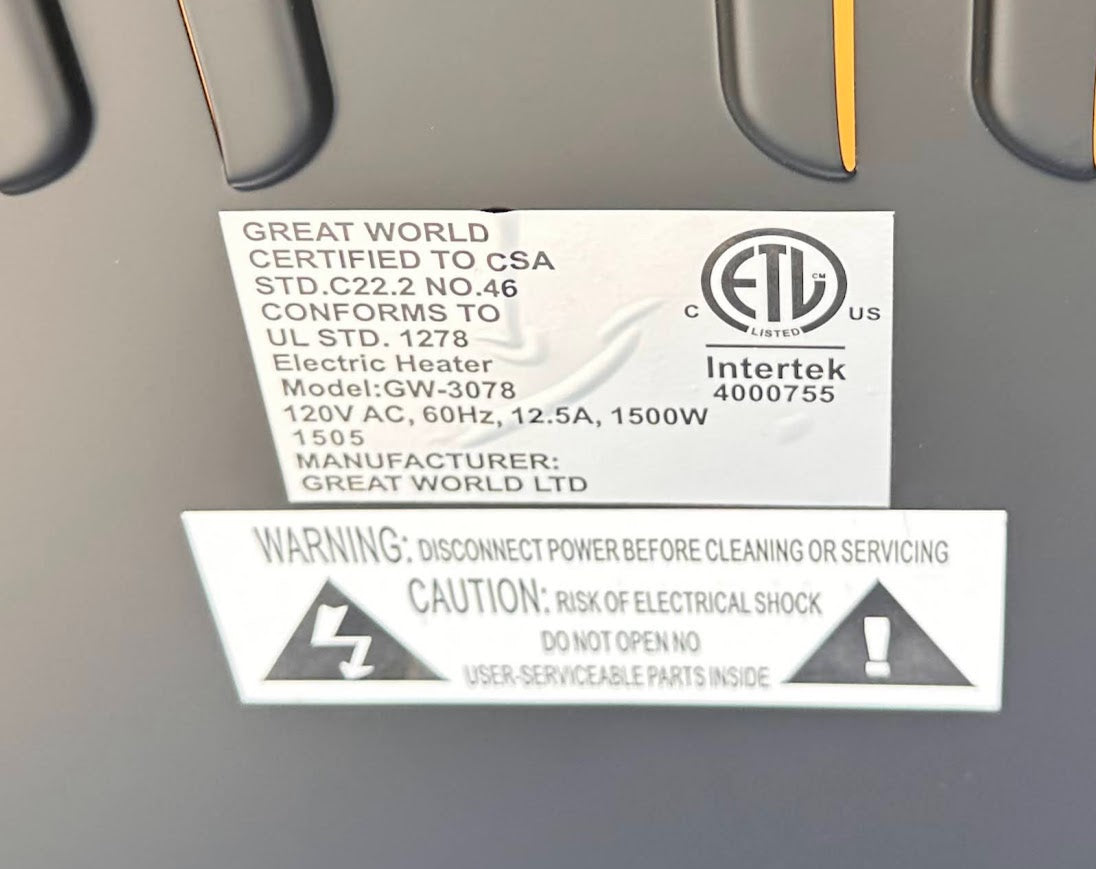 GREAT WORLD
CERTIFIED TO CSA
STD.C22.2 NO.46
CONFORMS TO
UL STD. 1278
Electric Heater
Model:GW-3078
120V AC, 60Hz, 12.5A, 1500W
1505
MANUFACTURER:
GREAT WORLD LTD
ETL CM
C US
LISTED
Intertek
4000755
WARNING: DISCONNECT POWER BEFORE CLEANING OR SERVICING
CAUTION: RISK OF ELECTRICAL SHOCK
DO NOT OPEN NO
USER-SERVICEABLE PARTS INSIDE